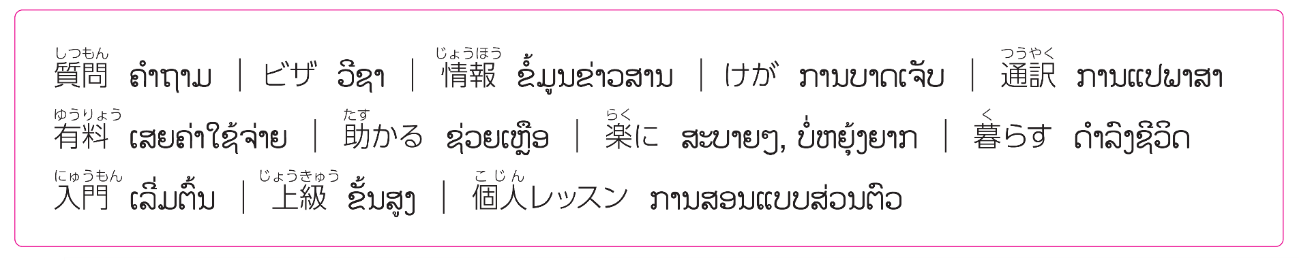 質問 ຄຳຖາມ | ビザ ວີຊາ | 情報 ຂໍ້ມູນຂ່າວສານ | けが ການບາດເຈັບ | 通訳 ການແປພາສາ
有料 ເສຍຄ່າໃຊ້ຈ່າຍ | 助かる ຊ່ວຍເຫຼືອ | 楽に ສະບາຍໆ, ບໍ່ຫຍຸ້ງຍາກ | 暮らす ດຳລົງຊີວິດ
入門 ເລີ່ມຕົ້ນ | 上級 ຂັ້ນສູງ | 個人レッスン ການສອນແບບສ່ວນຕົວ